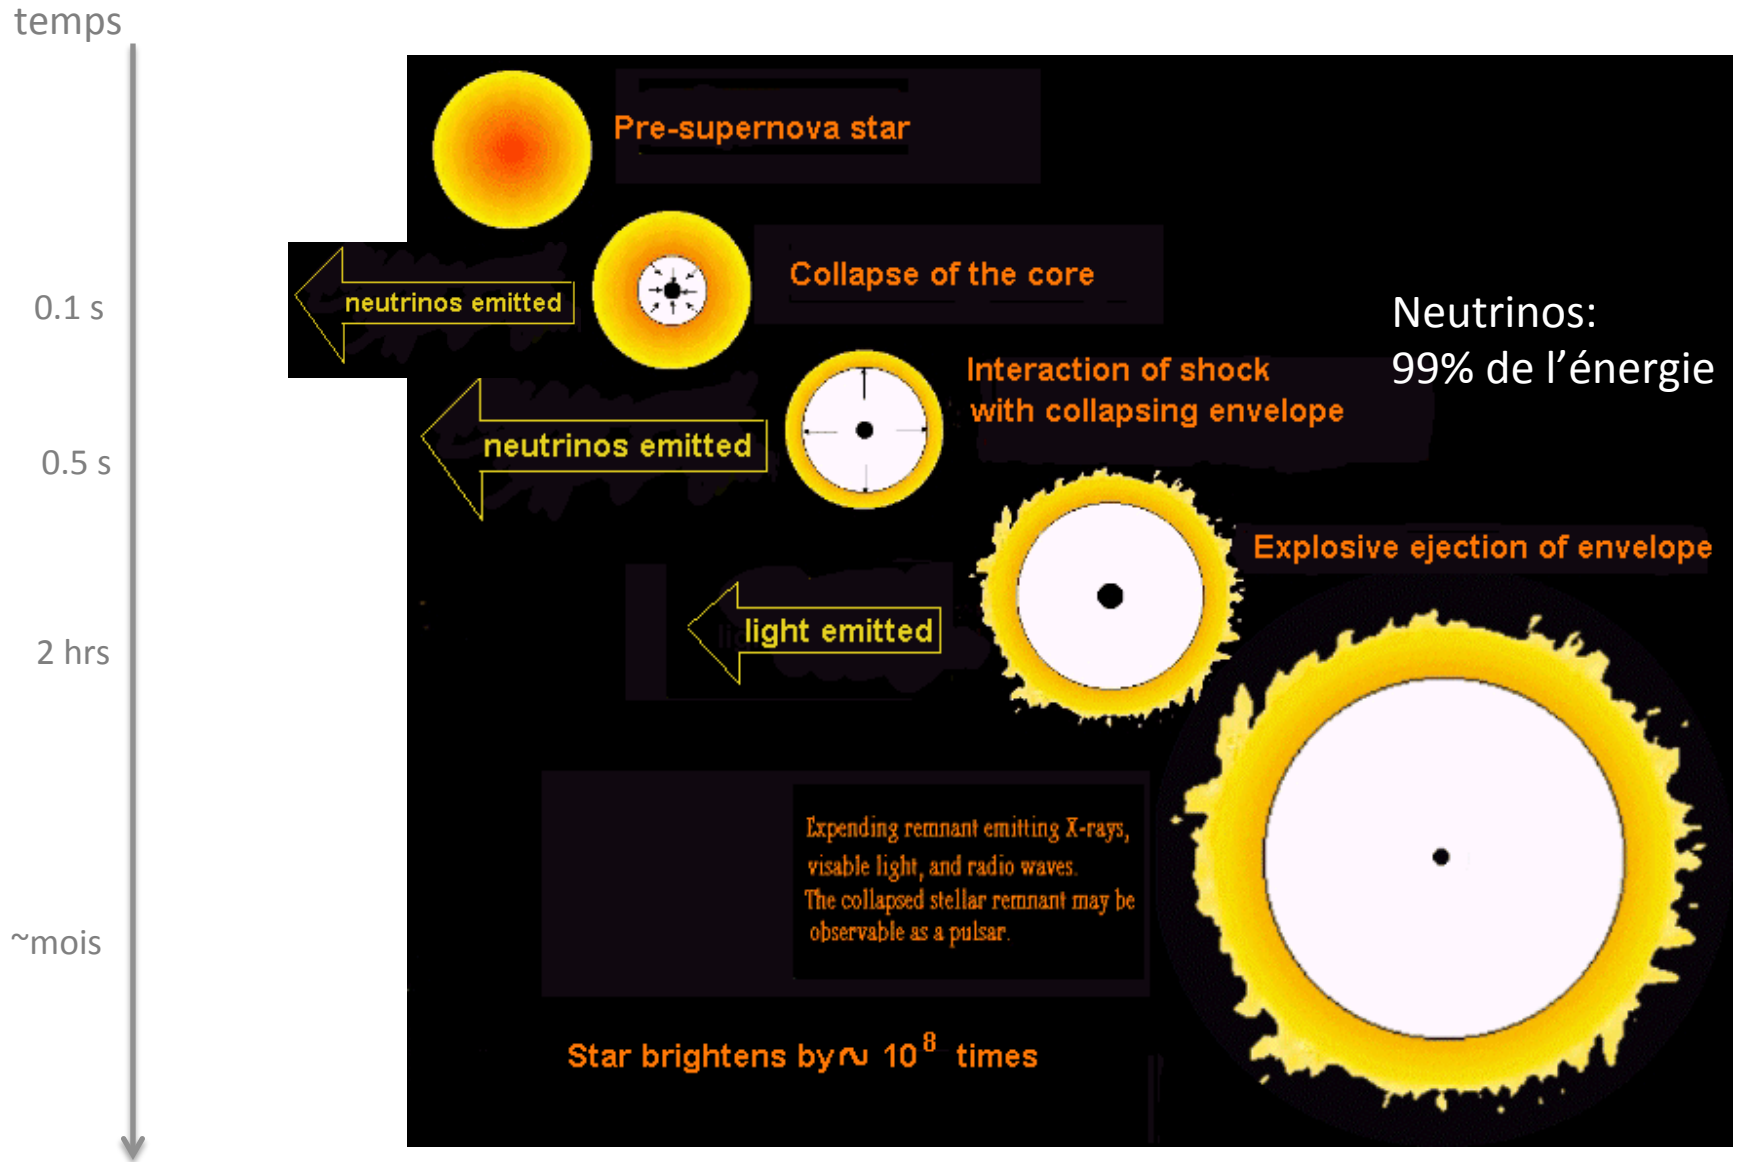 temps
Pre-supernova star
neutrinos emitted
Collapse of the core
0.1 s
Neutrinos:
99% de l’énergie
Interaction of shock
with collapsing envelope
neutrinos emitted
0.5 s
Explosive ejection of envelope
light emitted
2 hrs
Expending remnant emitting X-rays,
visable light, and radio waves.
The collapsed stellar remnant may be
observable as a pulsar.
~mois
Star brightens by ~ 10⁸ times